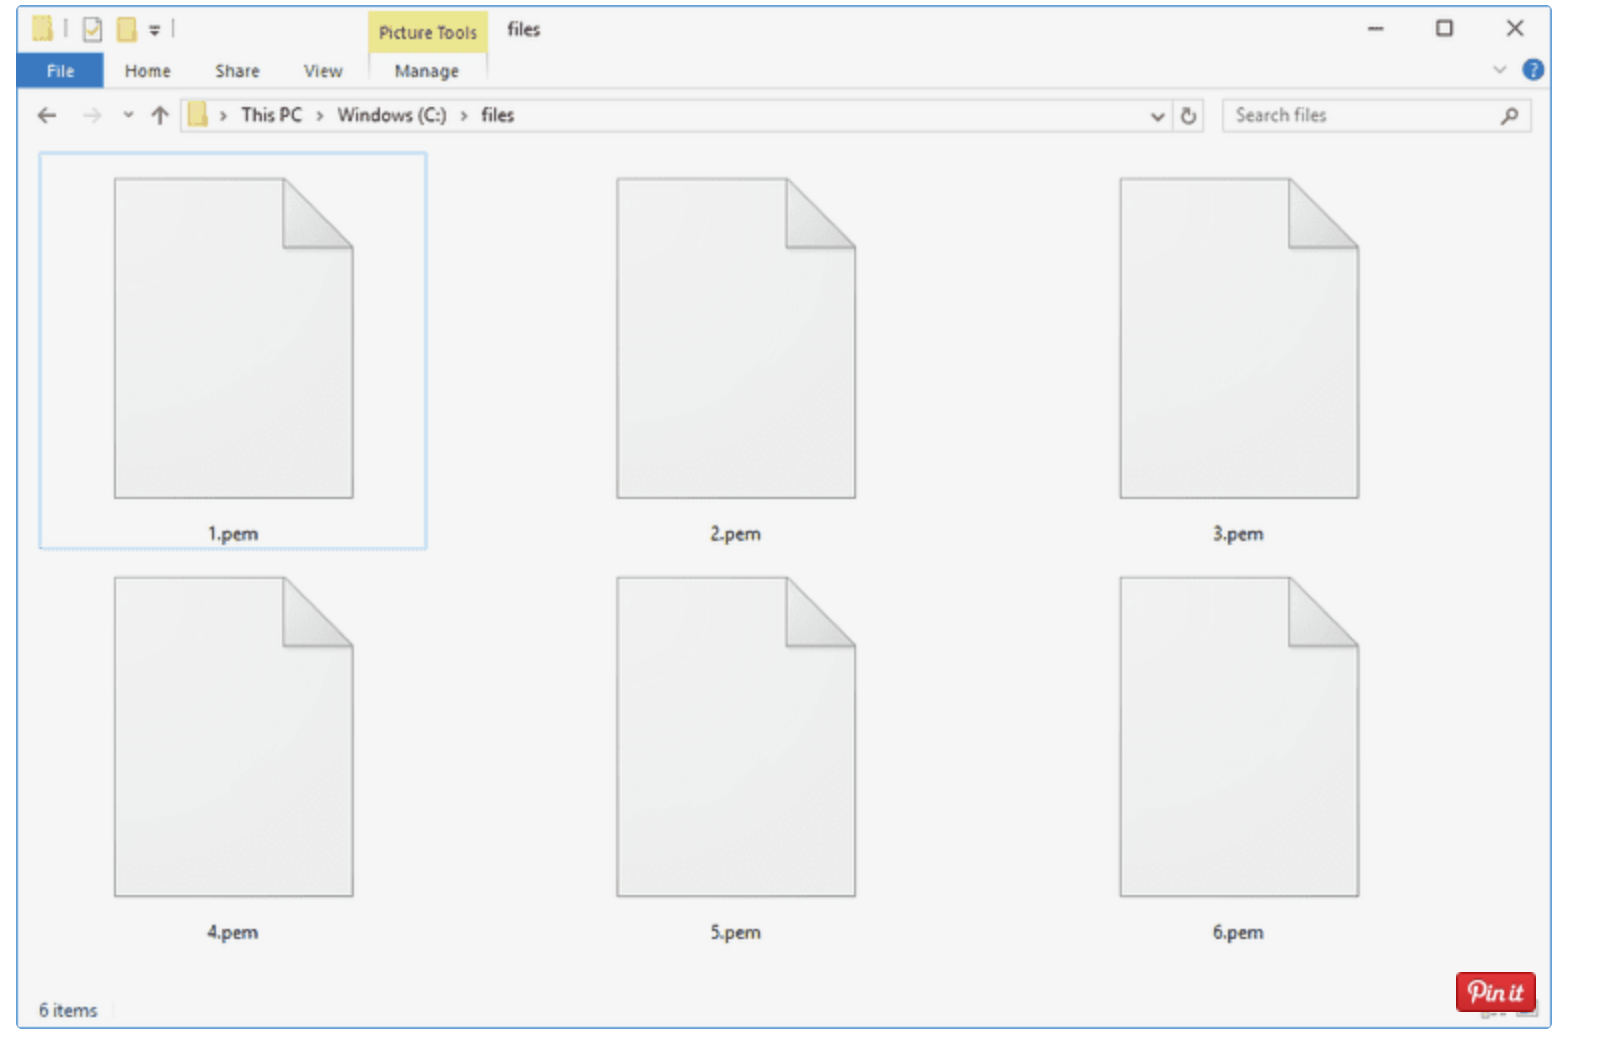 Picture Tools files
File Home Share View Manage
This PC Windows (C:) files Search files
1.pem 2.pem 3.pem
4.pem 5.pem 6.pem
6 items
Pin it